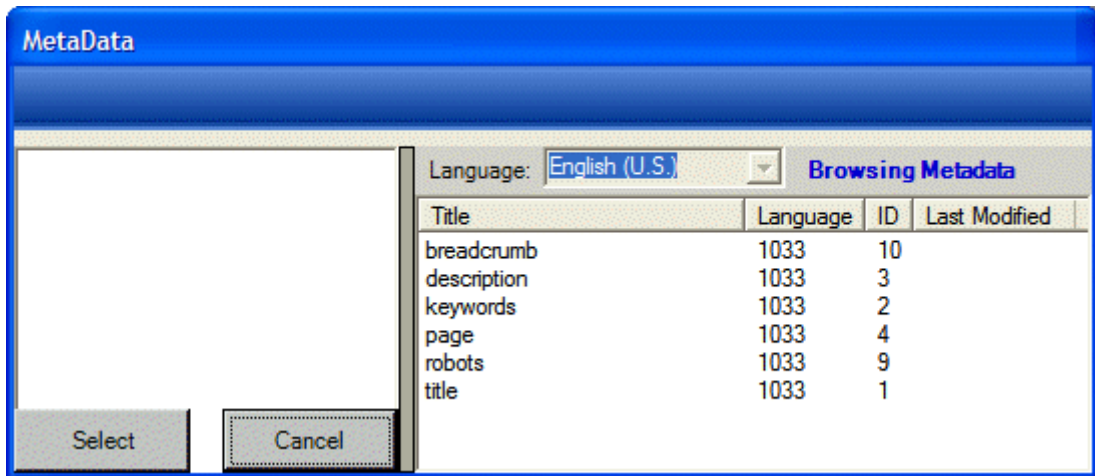 MetaData
Language: English (U.S.) Browsing Metadata
Title Language ID Last Modified
breadcrumb 1033 10
description 1033 3
keywords 1033 2
page 1033 4
robots 1033 9
title 1033 1
Select Cancel